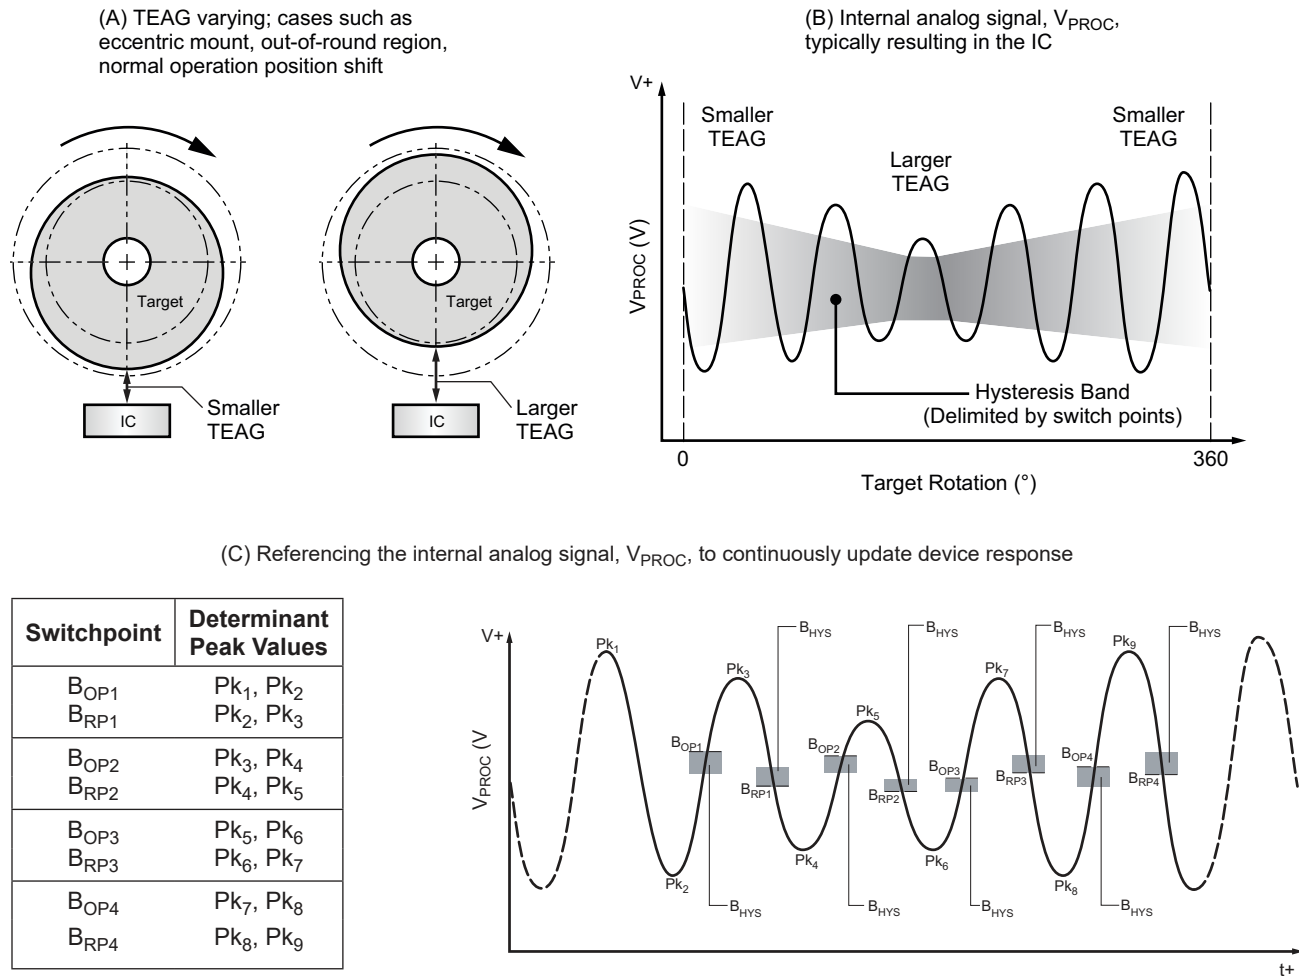 (A) TEAG varying; cases such as
eccentric mount, out-of-round region,
normal operation position shift
Target
IC
Smaller
TEAG
Target
IC
Larger
TEAG
(B) Internal analog signal, VPROC,
typically resulting in the IC
V+
Smaller
TEAG
Larger
TEAG
Smaller
TEAG
VPROC (V)
Hysteresis Band
(Delimited by switch points)
0
360
Target Rotation (°)
(C) Referencing the internal analog signal, VPROC, to continuously update device response
Switchpoint
Determinant
Peak Values
BOP1 Pk1, Pk2
BRP1 Pk2, Pk3
BOP2 Pk3, Pk4
BRP2 Pk4, Pk5
BOP3 Pk5, Pk6
BRP3 Pk6, Pk7
BOP4 Pk7, Pk8
BRP4 Pk8, Pk9
V+
VPROC (V
BHYS
BHYS
BHYS
BHYS
Pk1
Pk3
Pk5
Pk7
Pk9
BOP1
BRP1
BOP2
BRP2
BOP3
BRP3
BOP4
BRP4
Pk2
Pk4
Pk6
Pk8
BHYS
BHYS
BHYS
BHYS
t+